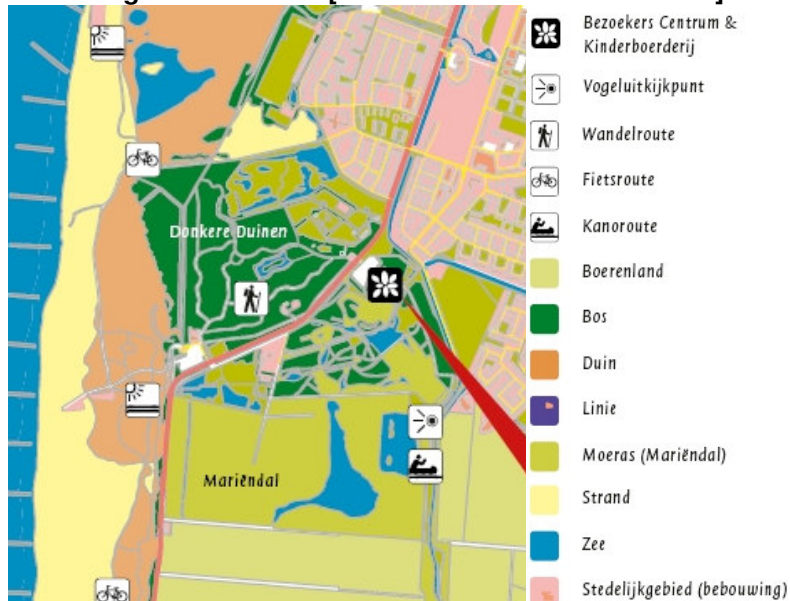 Donkere Duinen
Mariëndal
Bezoekers Centrum &
Kinderboerderij
Vogeluitkijkpunt
Wandelroute
Fietsroute
Kanoroute
Boerenland
Bos
Duin
Linie
Moeras (Mariëndal)
Strand
Zee
Stedelijkgebied (bebouwing)